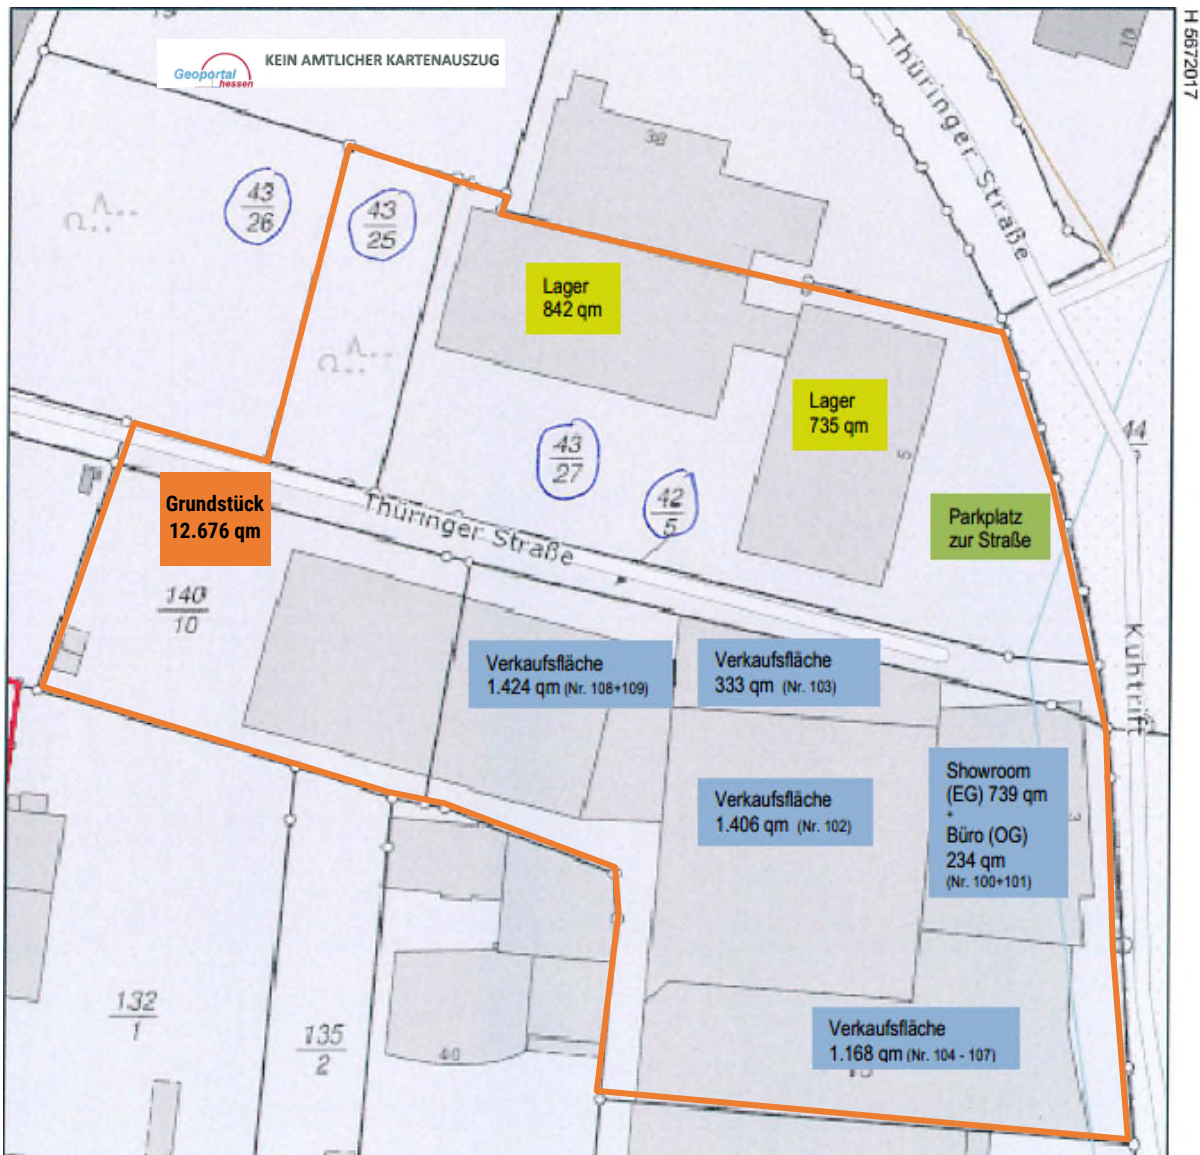 H 5672017
Geoportal
hessen
KEIN AMTLICHER KARTENAUSZUG
10
38
Thüringer Straße
43
26
43
25
Lager
842 qm
Lager
735 qm
5
44
43
27
42
5
Grundstück
12.676 qm
Thüringer Straße
Parkplatz
zur Straße
140
10
Kuhtrift
Verkaufsfläche
1.424 qm (Nr. 108+109)
Verkaufsfläche
333 qm (Nr. 103)
Verkaufsfläche
1.406 qm (Nr. 102)
Showroom
(EG) 739 qm
+
Büro (OG)
234 qm
(Nr. 100+101)
3
132
1
135
2
40
Verkaufsfläche
1.168 qm (Nr. 104 - 107)